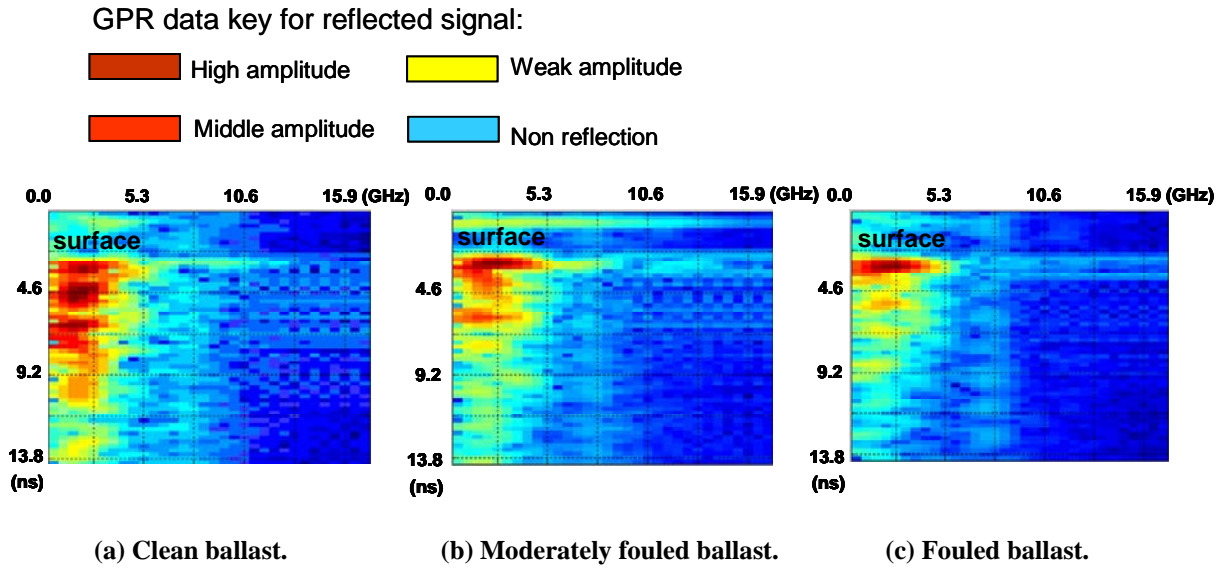 GPR data key for reflected signal:
High amplitude
Weak amplitude
Middle amplitude
Non reflection
0.0 5.3 10.6 15.9 (GHz)
surface
4.6
9.2
13.8
(ns)
(a) Clean ballast.
0.0 5.3 10.6 15.9 (GHz)
surface
4.6
9.2
13.8
(ns)
(b) Moderately fouled ballast.
0.0 5.3 10.6 15.9 (GHz)
surface
4.6
9.2
13.8
(ns)
(c) Fouled ballast.